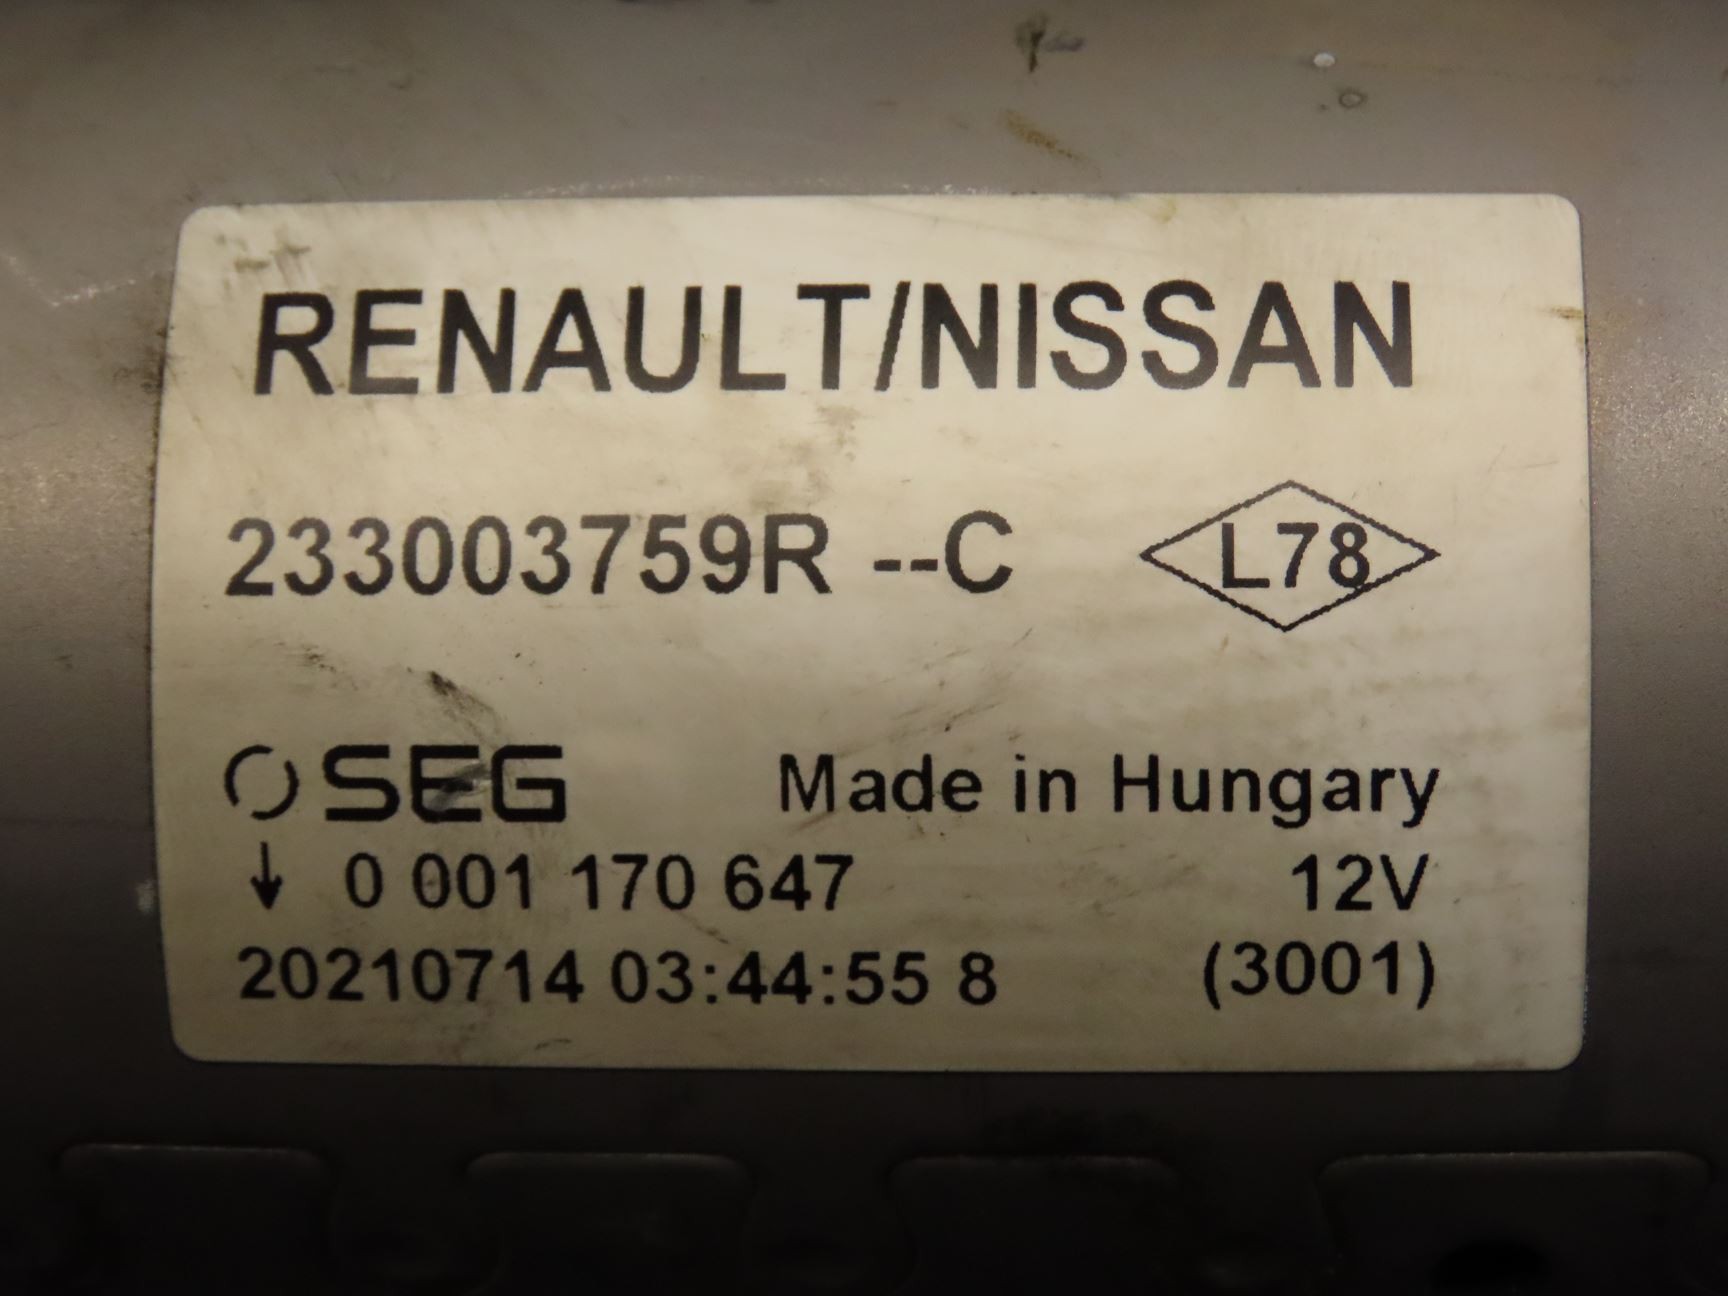 RENAULT/NISSAN
233003759R --C L78
SEG Made in Hungary
↓ 0 001 170 647 12V
20210714 03:44:55 8 (3001)